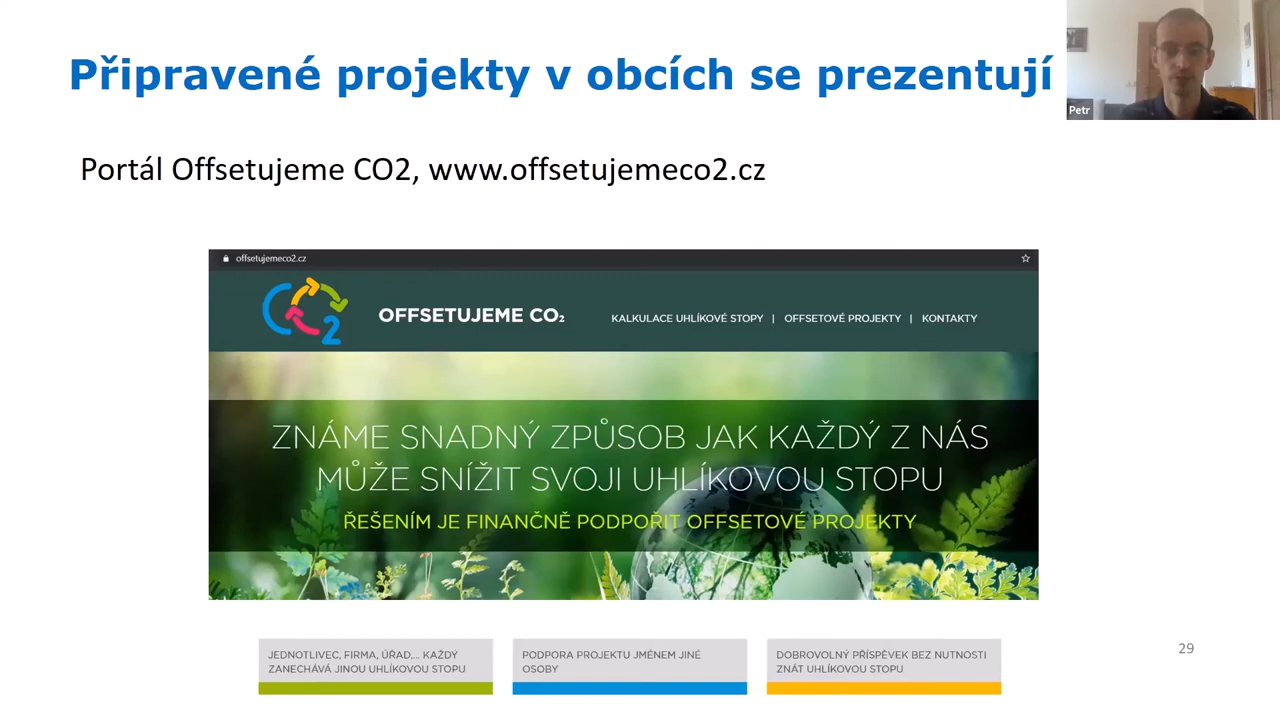 Připravené projekty v obcích se prezentují
Petr
Portál Offsetujeme CO2, www.offsetujemeco2.cz
offsetujemeco2.cz
2
OFFSETUJEME CO₂
KALKULACE UHLÍKOVÉ STOPY | OFFSETOVÉ PROJEKTY | KONTAKTY
ZNÁME SNADNÝ ZPŮSOB JAK KAŽDÝ Z NÁS
MŮŽE SNÍŽIT SVOJI UHLÍKOVOU STOPU
ŘEŠENÍM JE FINANČNĚ PODPOŘIT OFFSETOVÉ PROJEKTY
JEDNOTLIVEC, FIRMA, ÚŘAD,... KAŽDÝ
ZANECHÁVÁ JINOU UHLÍKOVOU STOPU
PODPORA PROJEKTU JMÉNEM JINÉ
OSOBY
DOBROVOLNÝ PŘÍSPĚVEK BEZ NUTNOSTI
ZNÁT UHLÍKOVOU STOPU
29